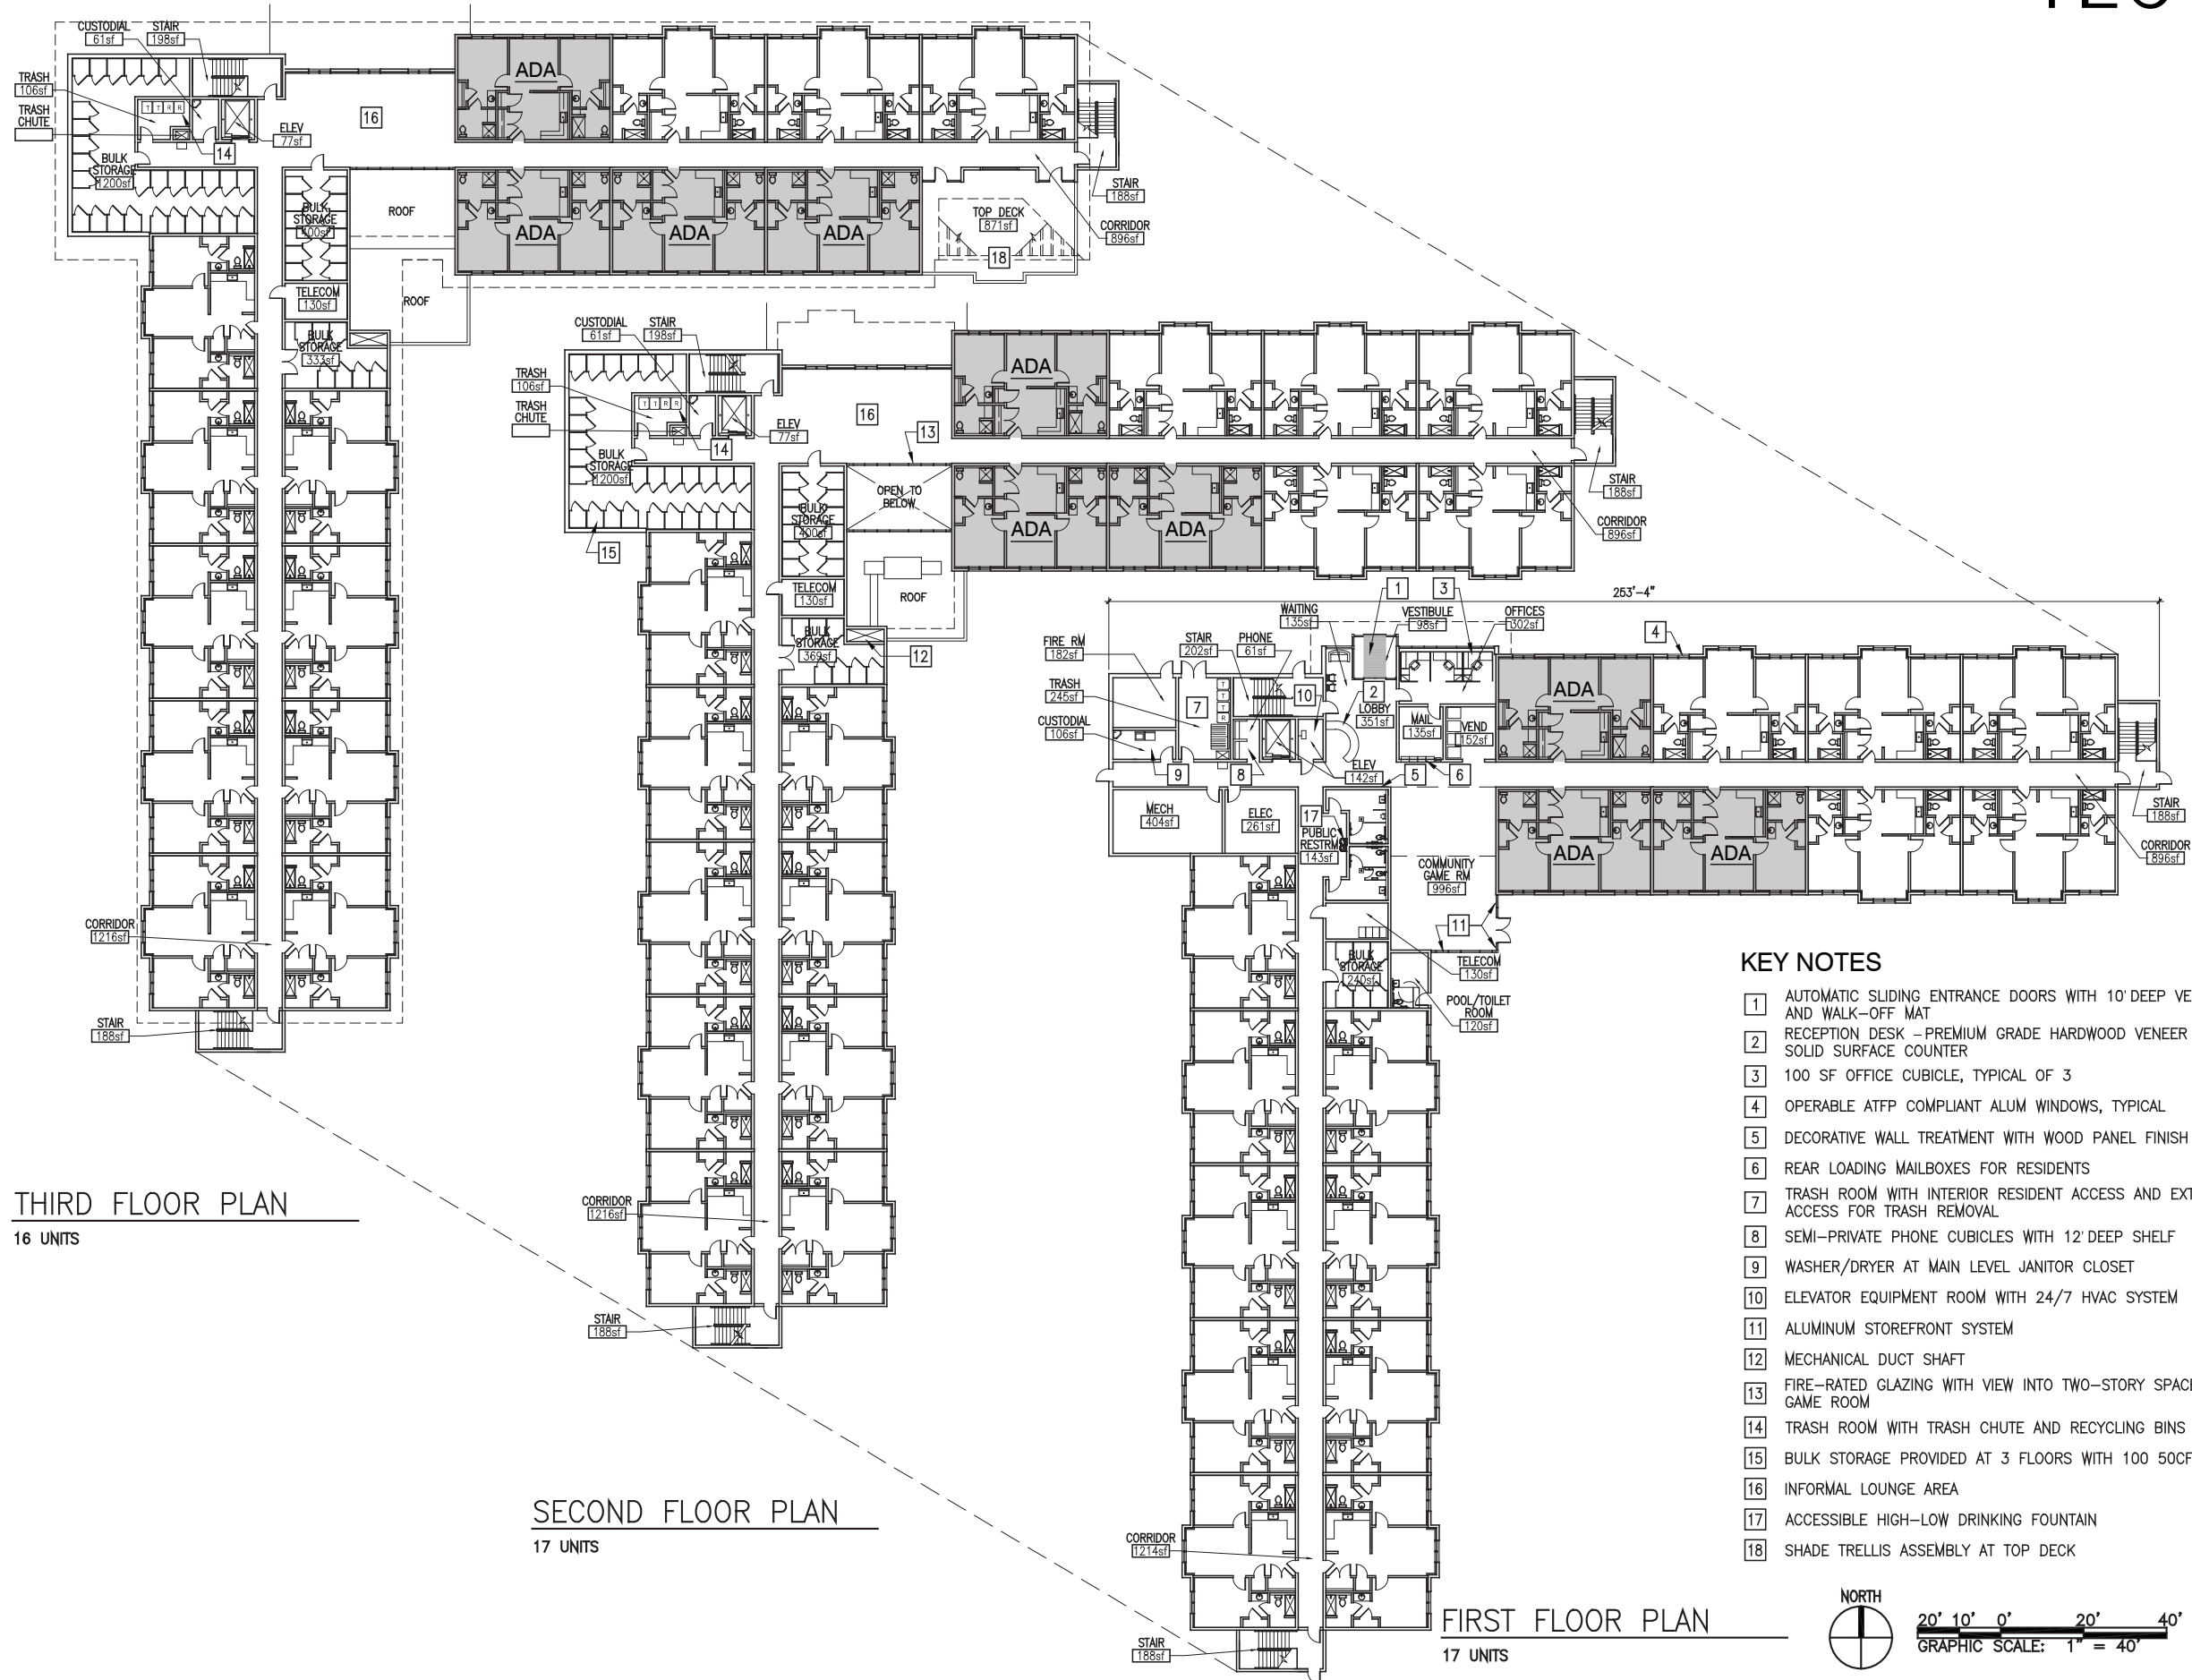 CUSTODIAL
61sf
STAIR
198sf
TRASH
106sf
TRASH
CHUTE
T T R R
16
ELEV
77sf
14
BULK
STORAGE
1200sf
BULK
STORAGE
400sf
ROOF
ADA
ADA
ADA
ADA
STAIR
188sf
TOP DECK
871sf
CORRIDOR
896sf
18
TELECOM
130sf
ROOF
BULK
STORAGE
333sf
CORRIDOR
1216sf
STAIR
188sf
THIRD FLOOR PLAN
16 UNITS
CUSTODIAL
61sf
STAIR
198sf
TRASH
106sf
TRASH
CHUTE
T T R R
16
13
ELEV
77sf
14
BULK
STORAGE
1200sf
15
BULK
STORAGE
400sf
OPEN TO
BELOW
ADA
ADA
ADA
STAIR
188sf
CORRIDOR
896sf
TELECOM
130sf
ROOF
BULK
STORAGE
369sf
12
CORRIDOR
1216sf
STAIR
188sf
SECOND FLOOR PLAN
17 UNITS
253'-4"
1
3
WAITING
135sf
VESTIBULE
98sf
OFFICES
302sf
4
FIRE RM
182sf
STAIR
202sf
PHONE
61sf
TRASH
245sf
T
T
T
R
7
10
2
LOBBY
351sf
CUSTODIAL
106sf
MAIL
135sf
VEND
152sf
9
8
ELEV
142sf
5
6
ADA
ADA
ADA
MECH
404sf
ELEC
261sf
17
PUBLIC
RESTRM
143sf
COMMUNITY
GAME RM
996sf
STAIR
188sf
CORRIDOR
896sf
11
BULK
STORAGE
240sf
TELECOM
130sf
POOL/TOILET
ROOM
120sf
CORRIDOR
1214sf
STAIR
188sf
FIRST FLOOR PLAN
17 UNITS
KEY NOTES
1 AUTOMATIC SLIDING ENTRANCE DOORS WITH 10' DEEP VE
AND WALK-OFF MAT
2 RECEPTION DESK -PREMIUM GRADE HARDWOOD VENEER
SOLID SURFACE COUNTER
3 100 SF OFFICE CUBICLE, TYPICAL OF 3
4 OPERABLE ATFP COMPLIANT ALUM WINDOWS, TYPICAL
5 DECORATIVE WALL TREATMENT WITH WOOD PANEL FINISH
6 REAR LOADING MAILBOXES FOR RESIDENTS
7 TRASH ROOM WITH INTERIOR RESIDENT ACCESS AND EXT
ACCESS FOR TRASH REMOVAL
8 SEMI-PRIVATE PHONE CUBICLES WITH 12' DEEP SHELF
9 WASHER/DRYER AT MAIN LEVEL JANITOR CLOSET
10 ELEVATOR EQUIPMENT ROOM WITH 24/7 HVAC SYSTEM
11 ALUMINUM STOREFRONT SYSTEM
12 MECHANICAL DUCT SHAFT
13 FIRE-RATED GLAZING WITH VIEW INTO TWO-STORY SPACE
GAME ROOM
14 TRASH ROOM WITH TRASH CHUTE AND RECYCLING BINS
15 BULK STORAGE PROVIDED AT 3 FLOORS WITH 100 50CF
16 INFORMAL LOUNGE AREA
17 ACCESSIBLE HIGH-LOW DRINKING FOUNTAIN
18 SHADE TRELLIS ASSEMBLY AT TOP DECK
NORTH
20' 10' 0' 20' 40'
GRAPHIC SCALE: 1" = 40'